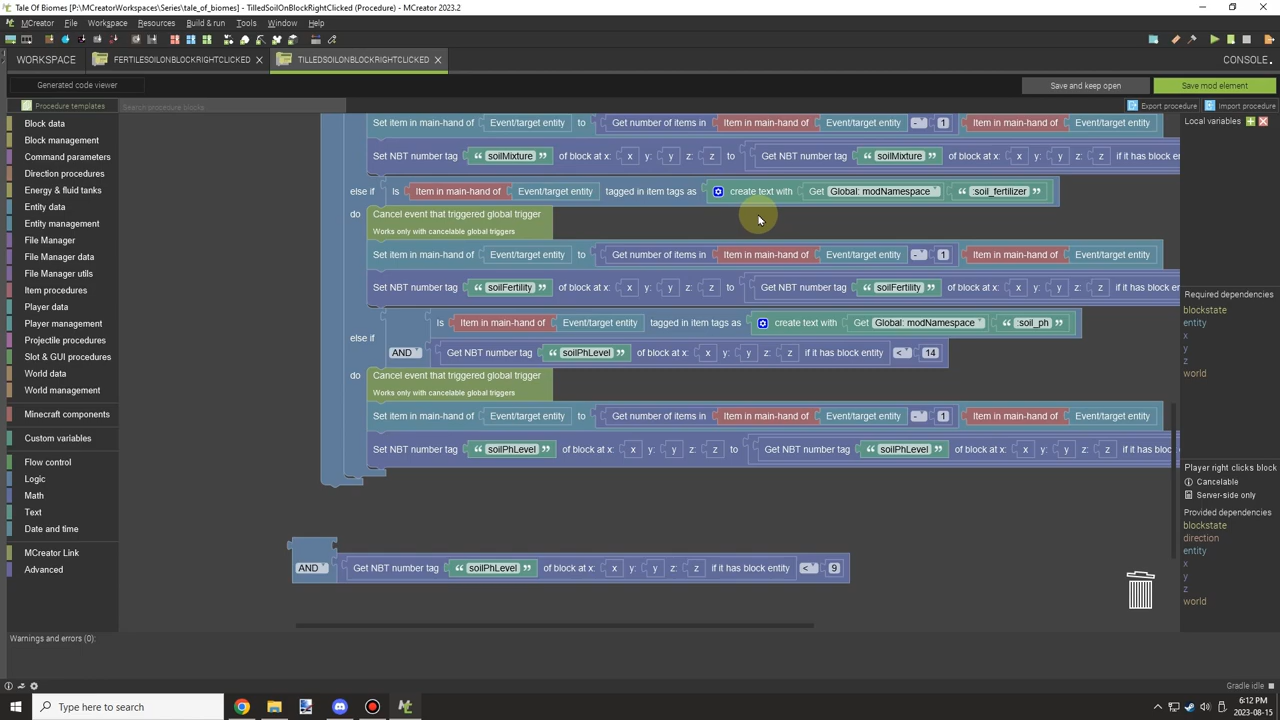 Tale Of Biomes [P:\MCreatorWorkspaces\Series\tale_of_biomes] - TilledSoilOnBlockRightClicked (Procedure) - MCreator 2023.2
MCreator File Workspace Resources Build & run Tools Window Help
WORKSPACE FERTILESOILONBLOCKRIGHTCLICKED TILLEDSOILONBLOCKRIGHTCLICKED CONSOLE
Generated code viewer Save and keep open Save mod element
Procedure templates Search procedure blocks Export procedure Import procedure
Block data
Block management
Command parameters
Direction procedures
Energy & fluid tanks
Entity data
Entity management
File Manager
File Manager data
File Manager utils
Item procedures
Player data
Player management
Projectile procedures
Slot & GUI procedures
World data
World management
Minecraft components
Custom variables
Flow control
Logic
Math
Text
Date and time
MCreator Link
Advanced
Set item in main-hand of Event/target entity to Get number of items in Item in main-hand of Event/target entity - 1 Item in main-hand of Event/target entity
Set NBT number tag “ soilMixture ” of block at x: x y: y z: z to Get NBT number tag “ soilMixture ” of block at x: x y: y z: z if it has b
else if Is Item in main-hand of Event/target entity tagged in item tags as create text with Get Global: modNamespace “ :soil_fertilizer ”
do Cancel event that triggered global trigger
Works only with cancelable global triggers
Set item in main-hand of Event/target entity to Get number of items in Item in main-hand of Event/target entity - 1 Item in main-hand of Event/target entity
Set NBT number tag “ soilFertility ” of block at x: x y: y z: z to Get NBT number tag “ soilFertility ” of block at x: x y: y z: z if it has block e
Is Item in main-hand of Event/target entity tagged in item tags as create text with Get Global: modNamespace “ :soil_ph ”
else if
AND Get NBT number tag “ soilPhLevel ” of block at x: x y: y z: z if it has block entity < 14
do Cancel event that triggered global trigger
Works only with cancelable global triggers
Set item in main-hand of Event/target entity to Get number of items in Item in main-hand of Event/target entity - 1 Item in main-hand of Event/target entity
Set NBT number tag “ soilPhLevel ” of block at x: x y: y z: z to Get NBT number tag “ soilPhLevel ” of block at x: x y: y z: z if it has bloc
AND Get NBT number tag “ soilPhLevel ” of block at x: x y: y z: z if it has block entity < 9
Local variables
Required dependencies
blockstate
entity
x
y
z
world
Player right clicks block
Cancelable
Server-side only
Provided dependencies:
blockstate
direction
entity
x
y
z
world
Warnings and errors (0):
Gradle idle
Type here to search
6:12 PM
2023-08-15